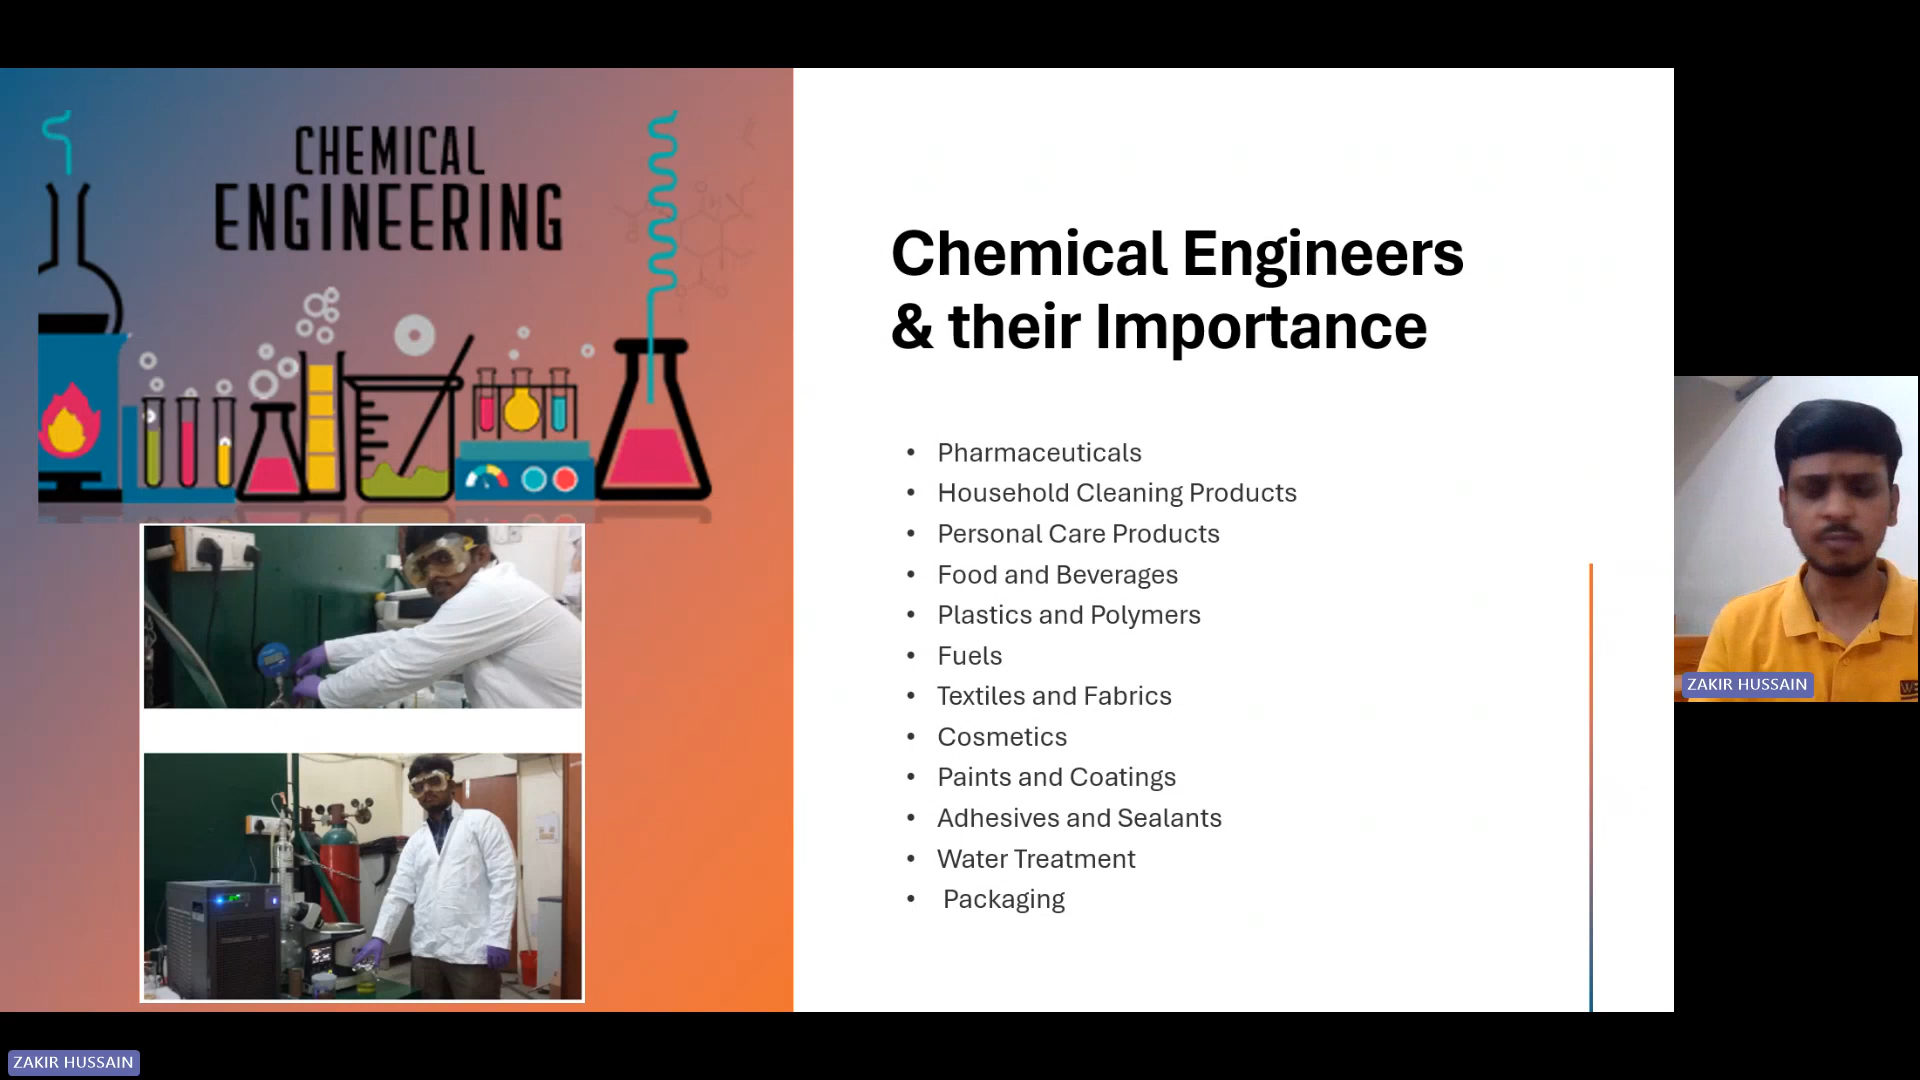 CHEMICAL
ENGINEERING
Chemical Engineers
& their Importance
• Pharmaceuticals
• Household Cleaning Products
• Personal Care Products
• Food and Beverages
• Plastics and Polymers
• Fuels
• Textiles and Fabrics
• Cosmetics
• Paints and Coatings
• Adhesives and Sealants
• Water Treatment
• Packaging
ZAKIR HUSSAIN
ZAKIR HUSSAIN